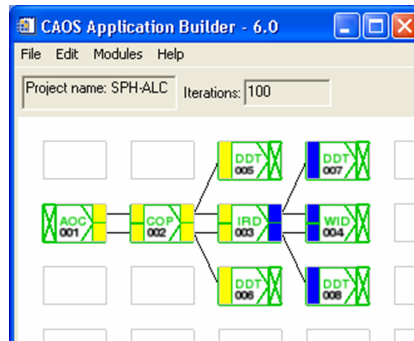 CAOS Application Builder - 6.0
File Edit Modules Help
Project name: SPH-ALC Iterations: 100
DDT DDT
005 007
AOC COP IRD WID
001 002 003 004
DDT DDT
006 008